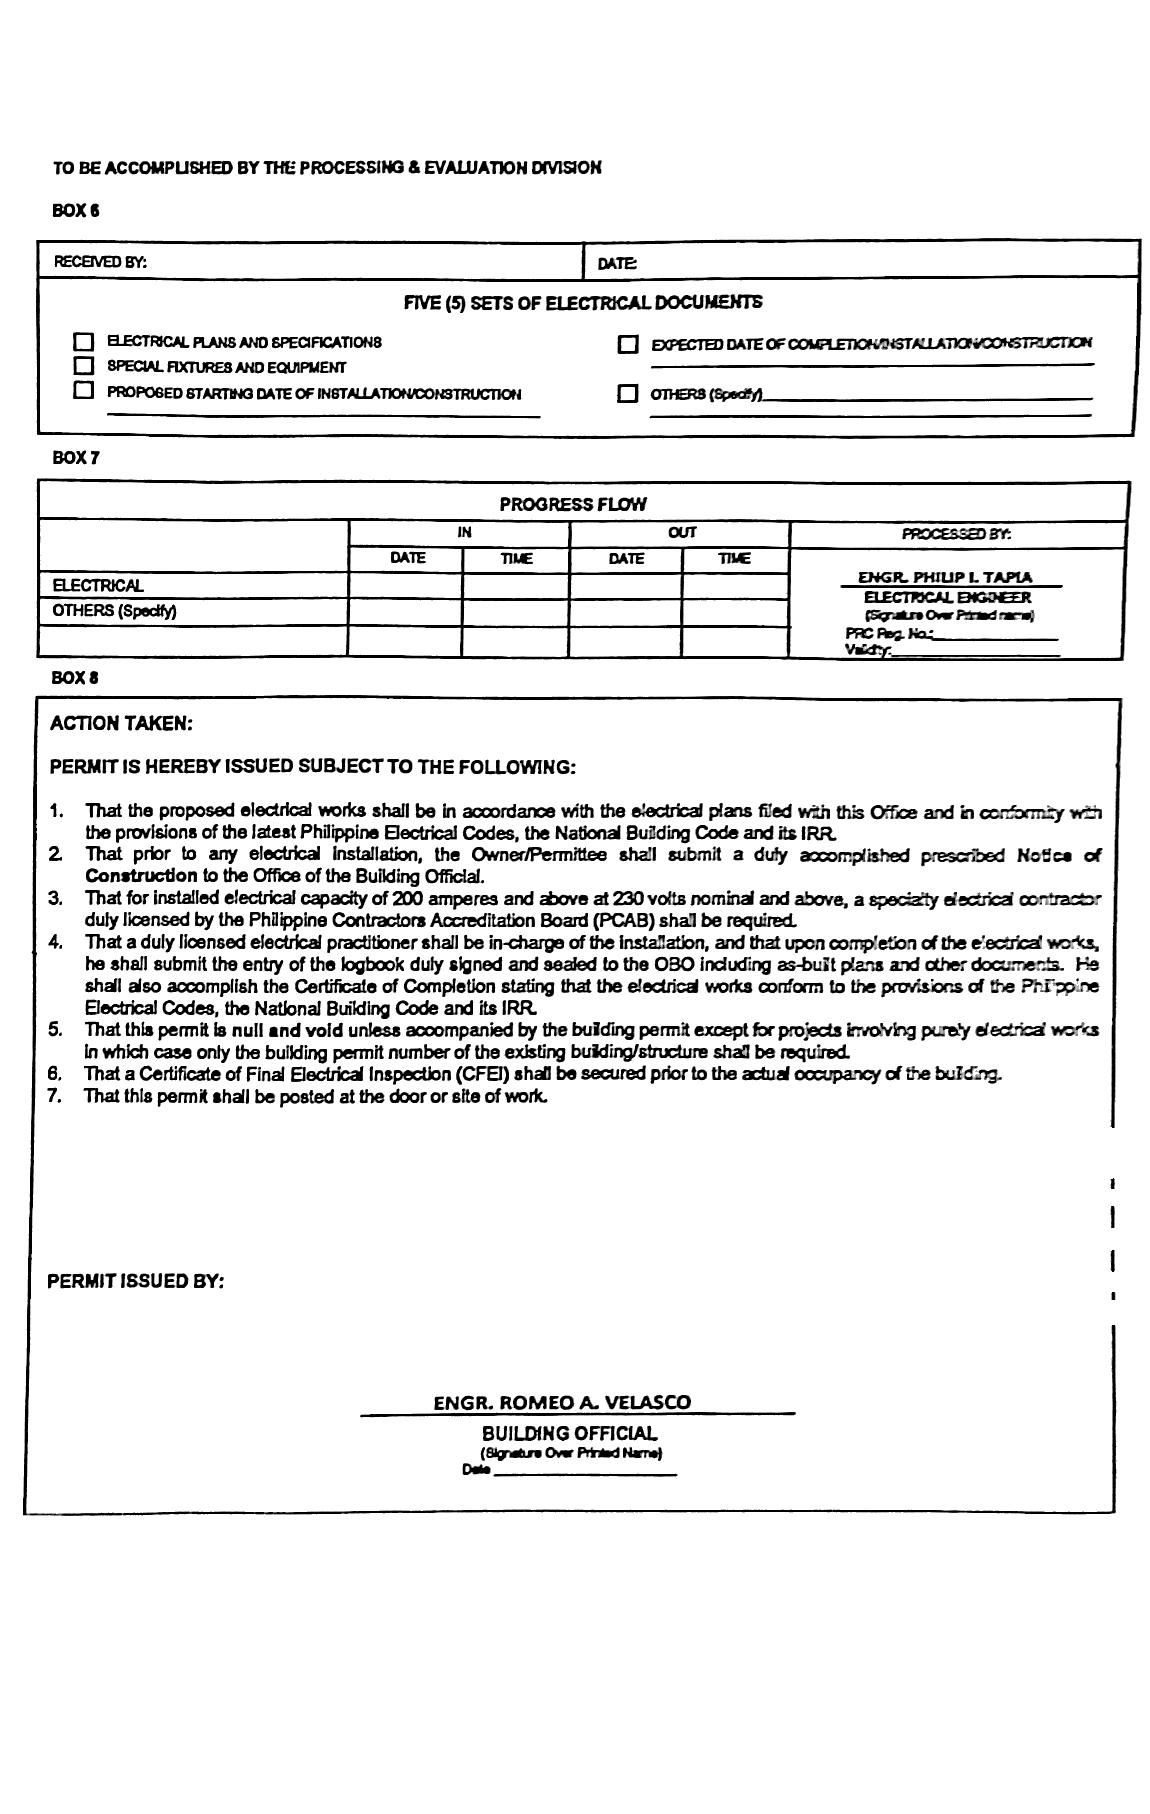 TO BE ACCOMPLISHED BY THE PROCESSING & EVALUATION DIVISION
BOX 6
RECEIVED BY: DATE:
FIVE (5) SETS OF ELECTRICAL DOCUMENTS
ELECTRICAL PLANS AND SPECIFICATIONS
SPECIAL FIXTURES AND EQUIPMENT
PROPOSED STARTING DATE OF INSTALLATION/CONSTRUCTION
EXPECTED DATE OF COMPLETION/INSTALLATION/CONSTRUCTION
OTHERS (Specify)
BOX 7
PROGRESS FLOW
IN OUT PROCESSED BY:
DATE TIME DATE TIME
ELECTRICAL
OTHERS (Specify)
ENGR. PHILIP I. TAPIA
ELECTRICAL ENGINEER
(Signature Over Printed name)
PRC Reg. No.:
Validity:
BOX 8
ACTION TAKEN:
PERMIT IS HEREBY ISSUED SUBJECT TO THE FOLLOWING:
1. That the proposed electrical works shall be in accordance with the electrical plans filed with this Office and in conformity with
the provisions of the latest Philippine Electrical Codes, the National Building Code and its IRR.
2. That prior to any electrical installation, the Owner/Permittee shall submit a duly accomplished prescribed Notice of
Construction to the Office of the Building Official.
3. That for installed electrical capacity of 200 amperes and above at 230 volts nominal and above, a specialty electrical contractor
duly licensed by the Philippine Contractors Accreditation Board (PCAB) shall be required.
4. That a duly licensed electrical practitioner shall be in-charge of the installation, and that upon completion of the electrical works,
he shall submit the entry of the logbook duly signed and sealed to the OBO including as-built plans and other documents. He
shall also accomplish the Certificate of Completion stating that the electrical works conform to the provisions of the Philippine
Electrical Codes, the National Building Code and its IRR.
5. That this permit is null and void unless accompanied by the building permit except for projects involving purely electrical works
in which case only the building permit number of the existing building/structure shall be required.
6. That a Certificate of Final Electrical Inspection (CFEI) shall be secured prior to the actual occupancy of the building.
7. That this permit shall be posted at the door or site of work.
PERMIT ISSUED BY:
ENGR. ROMEO A. VELASCO
BUILDING OFFICIAL
(Signature Over Printed Name)
Date